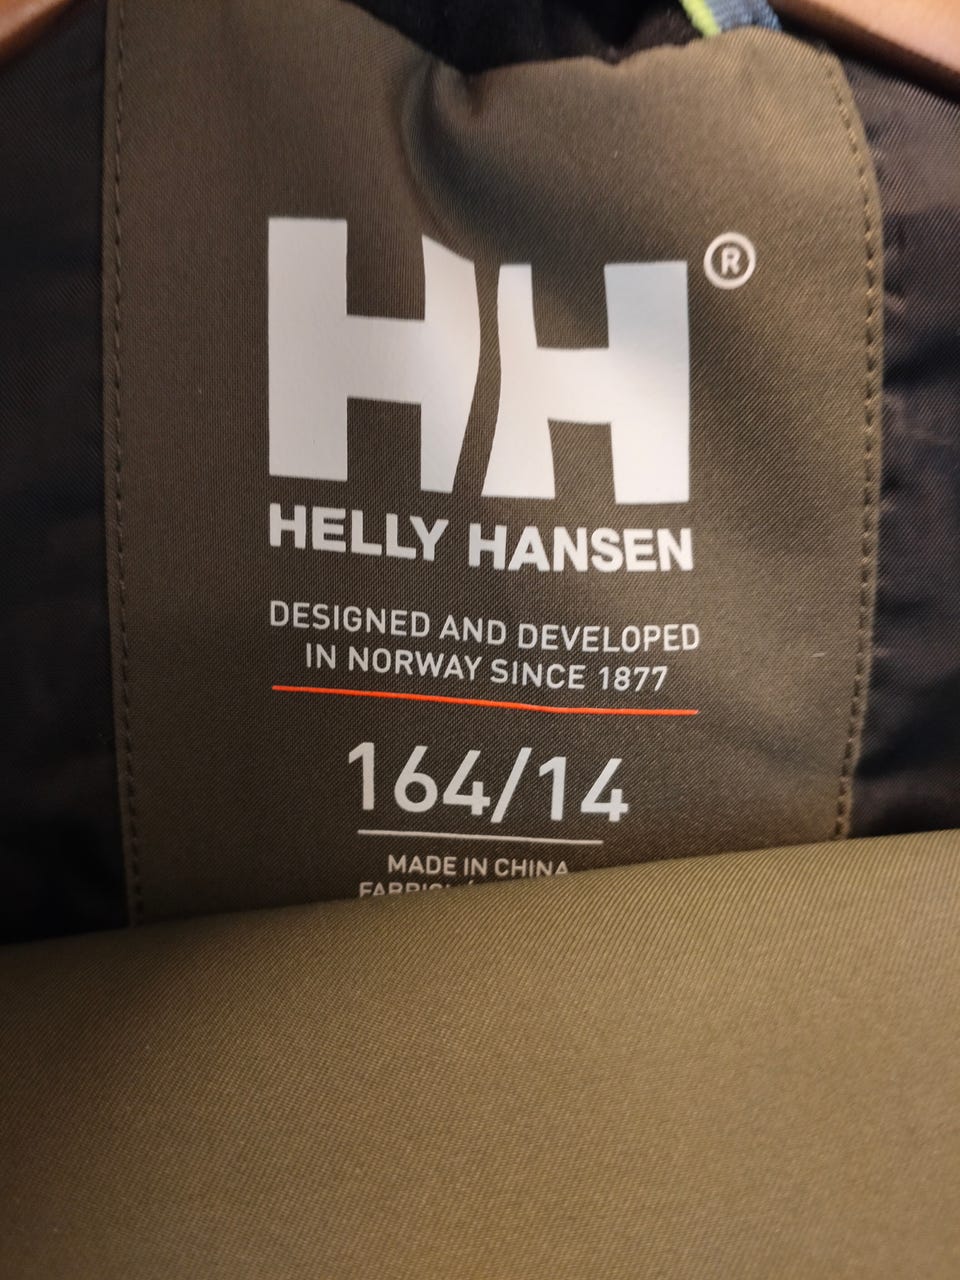 HH®
HELLY HANSEN
DESIGNED AND DEVELOPED
IN NORWAY SINCE 1877
164/14
MADE IN CHINA